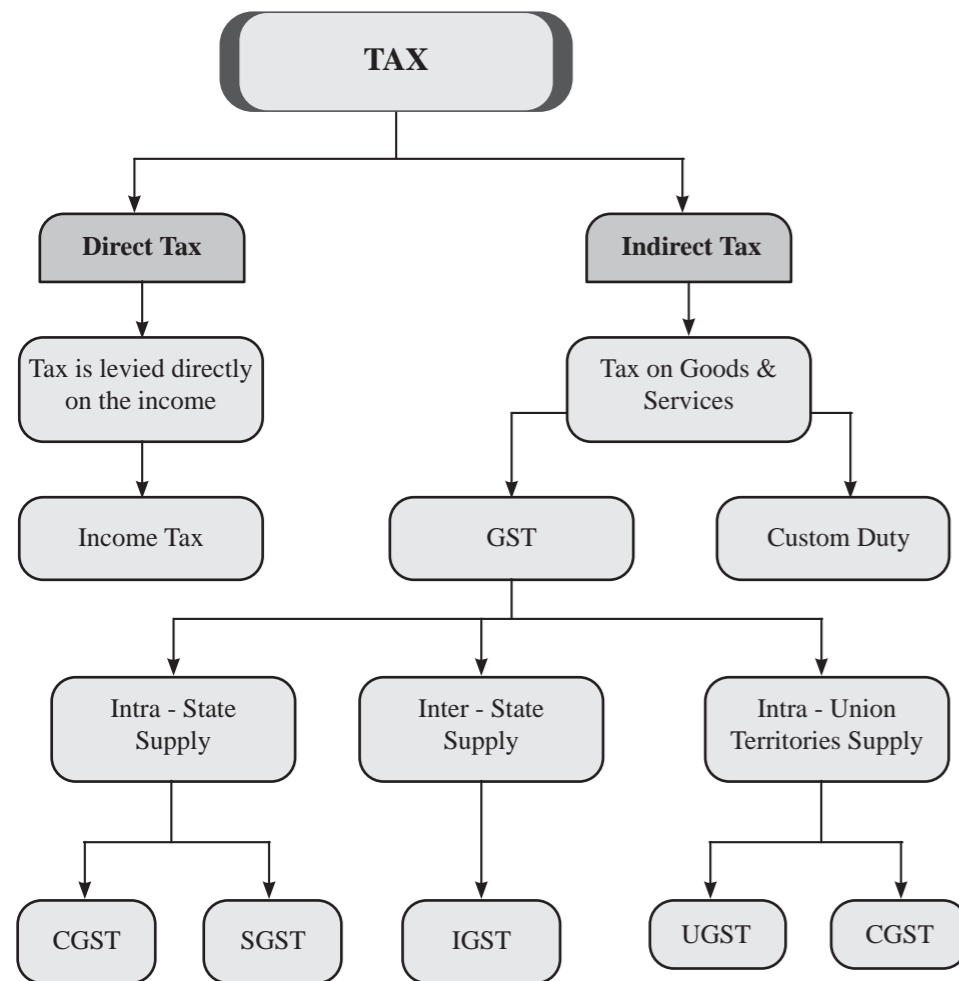 TAX
Direct Tax
Indirect Tax
Tax is levied directly
on the income
Tax on Goods &
Services
Income Tax
GST
Custom Duty
Intra - State
Supply
Inter - State
Supply
Intra - Union
Territories Supply
CGST
SGST
IGST
UGST
CGST